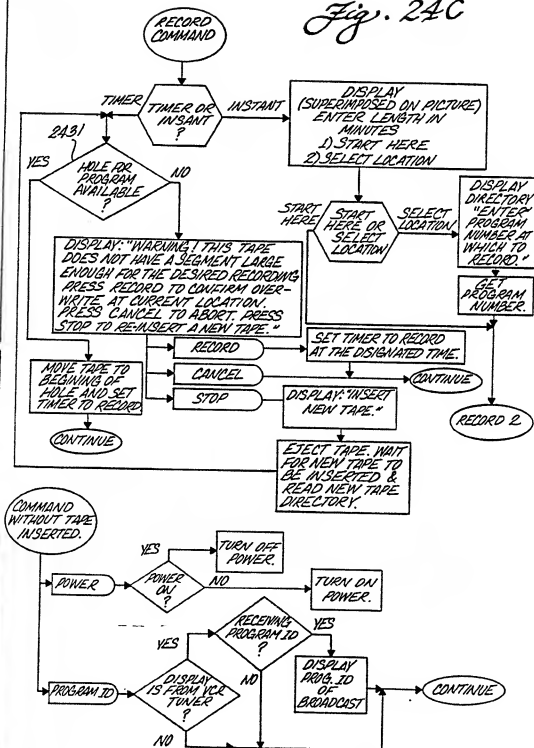 Fig. 24C
RECORD
COMMAND
TIMER
TIMER OR
INSANT
?
INSTANT
DISPLAY
(SUPERIMPOSED ON PICTURE)
ENTER LENGTH IN
MINUTES
1) START HERE
2) SELECT LOCATION
2431
YES
HOLE FOR
PROGRAM
AVAILABLE
?
NO
START
HERE
START
HERE OR
SELECT
LOCATION
SELECT
LOCATION
DISPLAY
DIRECTORY
"ENTER
PROGRAM
NUMBER AT
WHICH TO
RECORD."
GET
PROGRAM
NUMBER.
DISPLAY: "WARNING! THIS TAPE
DOES NOT HAVE A SEGMENT LARGE
ENOUGH FOR THE DESIRED RECORDING
PRESS RECORD TO CONFIRM OVER-
WRITE AT CURRENT LOCATION.
PRESS CANCEL TO ABORT. PRESS
STOP TO RE-INSERT A NEW TAPE."
RECORD
SET TIMER TO RECORD
AT THE DISIGNATED TIME.
CANCEL
CONTINUE
STOP
DISPLAY: "INSERT
NEW TAPE."
MOVE TAPE TO
BEGINING OF
HOLE AND SET
TIMER TO RECORD
CONTINUE
RECORD 2
EJECT TAPE. WAIT
FOR NEW TAPE TO
BE INSERTED &
READ NEW TAPE
DIRECTORY.
COMMAND
WITHOUT TAPE
INSERTED.
POWER
POWER
ON
?
YES
TURN OFF
POWER.
NO
TURN ON
POWER.
PROGRAM ID
DISPLAY
IS FROM VCR
TUNER
?
YES
RECEIVING
PROGRAM ID
?
YES
NO
DISPLAY
PROG. ID
OF
BROADCAST
CONTINUE
NO